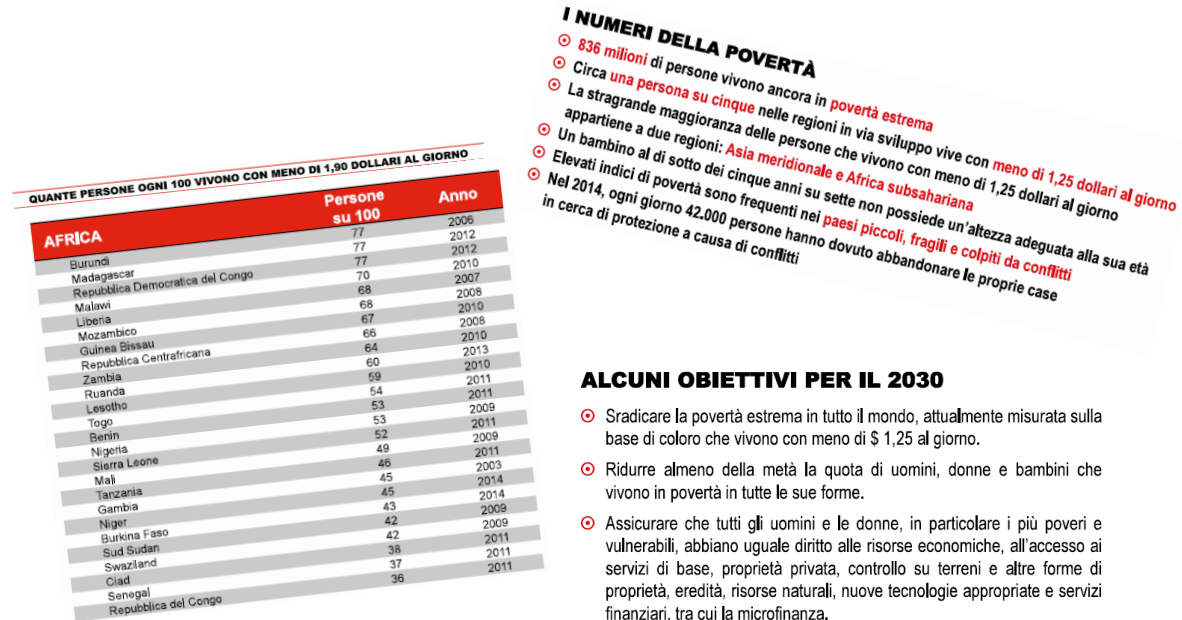 QUANTE PERSONE OGNI 100 VIVONO CON MENO DI 1,90 DOLLARI AL GIORNO
AFRICA Persone su 100 Anno
Burundi 77 2006
Madagascar 77 2012
Repubblica Democratica del Congo 77 2012
Malawi 70 2010
Liberia 68 2007
Mozambico 68 2008
Guinea Bissau 67 2010
Repubblica Centrafricana 66 2008
Zambia 64 2010
Ruanda 60 2013
Lesotho 59 2010
Togo 54 2011
Benin 53 2011
Nigeria 53 2009
Sierra Leone 52 2011
Mali 49 2009
Tanzania 46 2011
Gambia 45 2003
Niger 45 2014
Burkina Faso 43 2014
Sud Sudan 42 2009
Swaziland 42 2009
Ciad 38 2011
Senegal 37 2011
Repubblica del Congo 36 2011
I NUMERI DELLA POVERTÀ
836 milioni di persone vivono ancora in povertà estrema
Circa una persona su cinque nelle regioni in via sviluppo vive con meno di 1,25 dollari al giorno
La stragrande maggioranza delle persone che vivono con meno di 1,25 dollari al giorno
appartiene a due regioni: Asia meridionale e Africa subsahariana
Un bambino al di sotto dei cinque anni su sette non possiede un'altezza adeguata alla sua età
Elevati indici di povertà sono frequenti nei paesi piccoli, fragili e colpiti da conflitti
Nel 2014, ogni giorno 42.000 persone hanno dovuto abbandonare le proprie case
in cerca di protezione a causa di conflitti
ALCUNI OBIETTIVI PER IL 2030
Sradicare la povertà estrema in tutto il mondo, attualmente misurata sulla
base di coloro che vivono con meno di $ 1,25 al giorno.
Ridurre almeno della metà la quota di uomini, donne e bambini che
vivono in povertà in tutte le sue forme.
Assicurare che tutti gli uomini e le donne, in particolare i più poveri e
vulnerabili, abbiano uguale diritto alle risorse economiche, all'accesso ai
servizi di base, proprietà privata, controllo su terreni e altre forme di
proprietà, eredità, risorse naturali, nuove tecnologie appropriate e servizi
finanziari, tra cui la microfinanza.